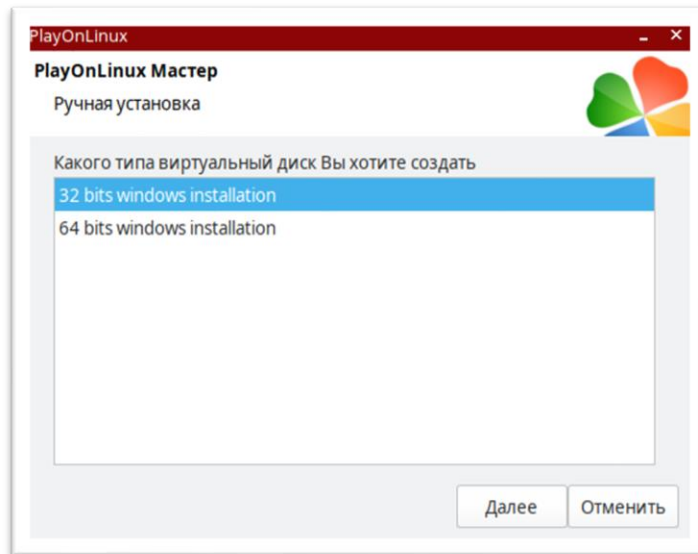 PlayOnLinux
PlayOnLinux Мастер
Ручная установка
Какого типа виртуальный диск Вы хотите создать
32 bits windows installation
64 bits windows installation
Далее
Отменить